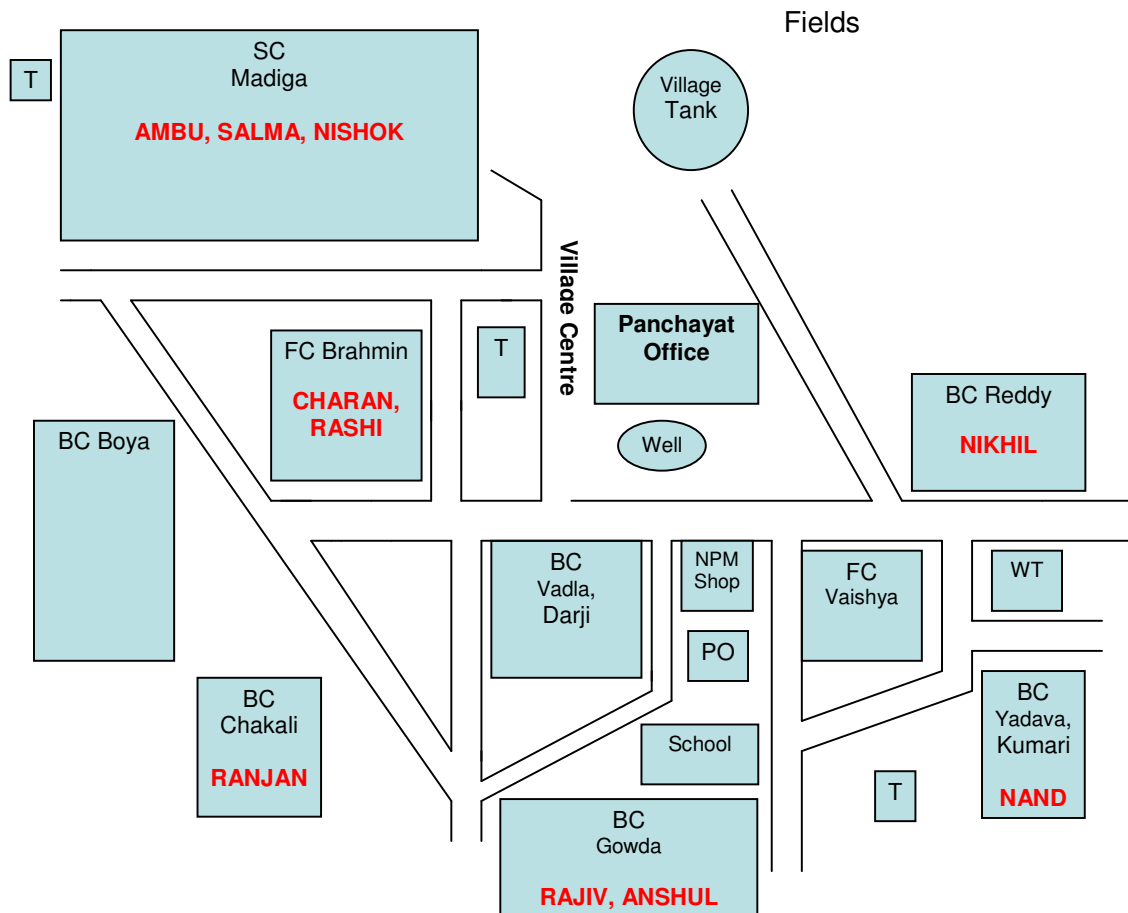 Fields
T
SC
Madiga
AMBU, SALMA, NISHOK
Village
Tank
Village Centre
FC Brahmin
CHARAN,
RASHI
T
Panchayat
Office
Well
BC Reddy
NIKHIL
BC Boya
BC
Vadla,
Darji
NPM
Shop
PO
FC
Vaishya
WT
BC
Chakali
RANJAN
School
BC
Yadava,
Kumari
NAND
T
BC
Gowda
RAJIV, ANSHUL